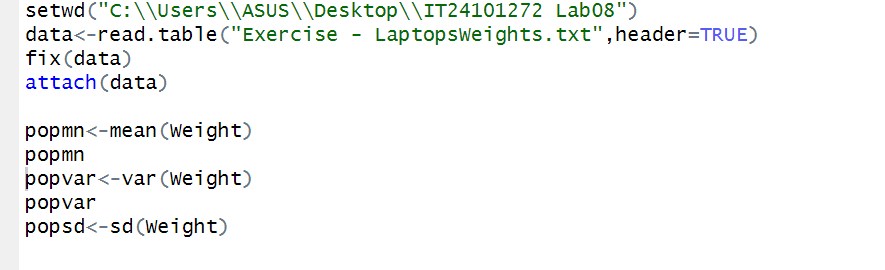 setwd("C:\\Users\\ASUS\\Desktop\\IT24101272 Lab08")
data<-read.table("Exercise - LaptopsWeights.txt",header=TRUE)
fix(data)
attach(data)
popmn<-mean(Weight)
popmn
popvar<-var(Weight)
popvar
popsd<-sd(Weight)